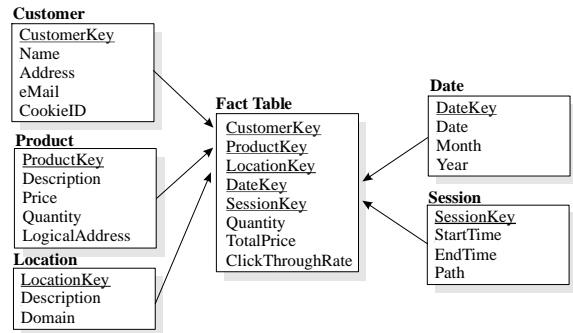 Customer
CustomerKey
Name
Address
eMail
CookieID
Product
ProductKey
Description
Price
Quantity
LogicalAddress
Location
LocationKey
Description
Domain
Fact Table
CustomerKey
ProductKey
LocationKey
DateKey
SessionKey
Quantity
TotalPrice
ClickThroughRate
Date
DateKey
Date
Month
Year
Session
SessionKey
StartTime
EndTime
Path